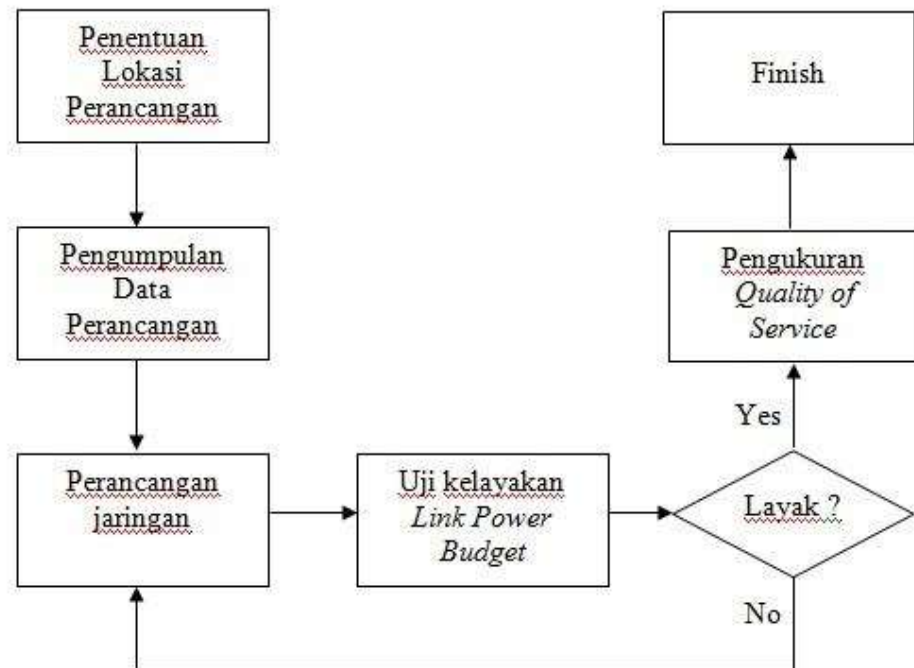 Penentuan
Lokasi
Perancangan
Pengumpulan
Data
Perancangan
Perancangan
jaringan
Uji kelayakan
Link Power
Budget
Layak ?
Yes
No
Pengukuran
Quality of
Service
Finish